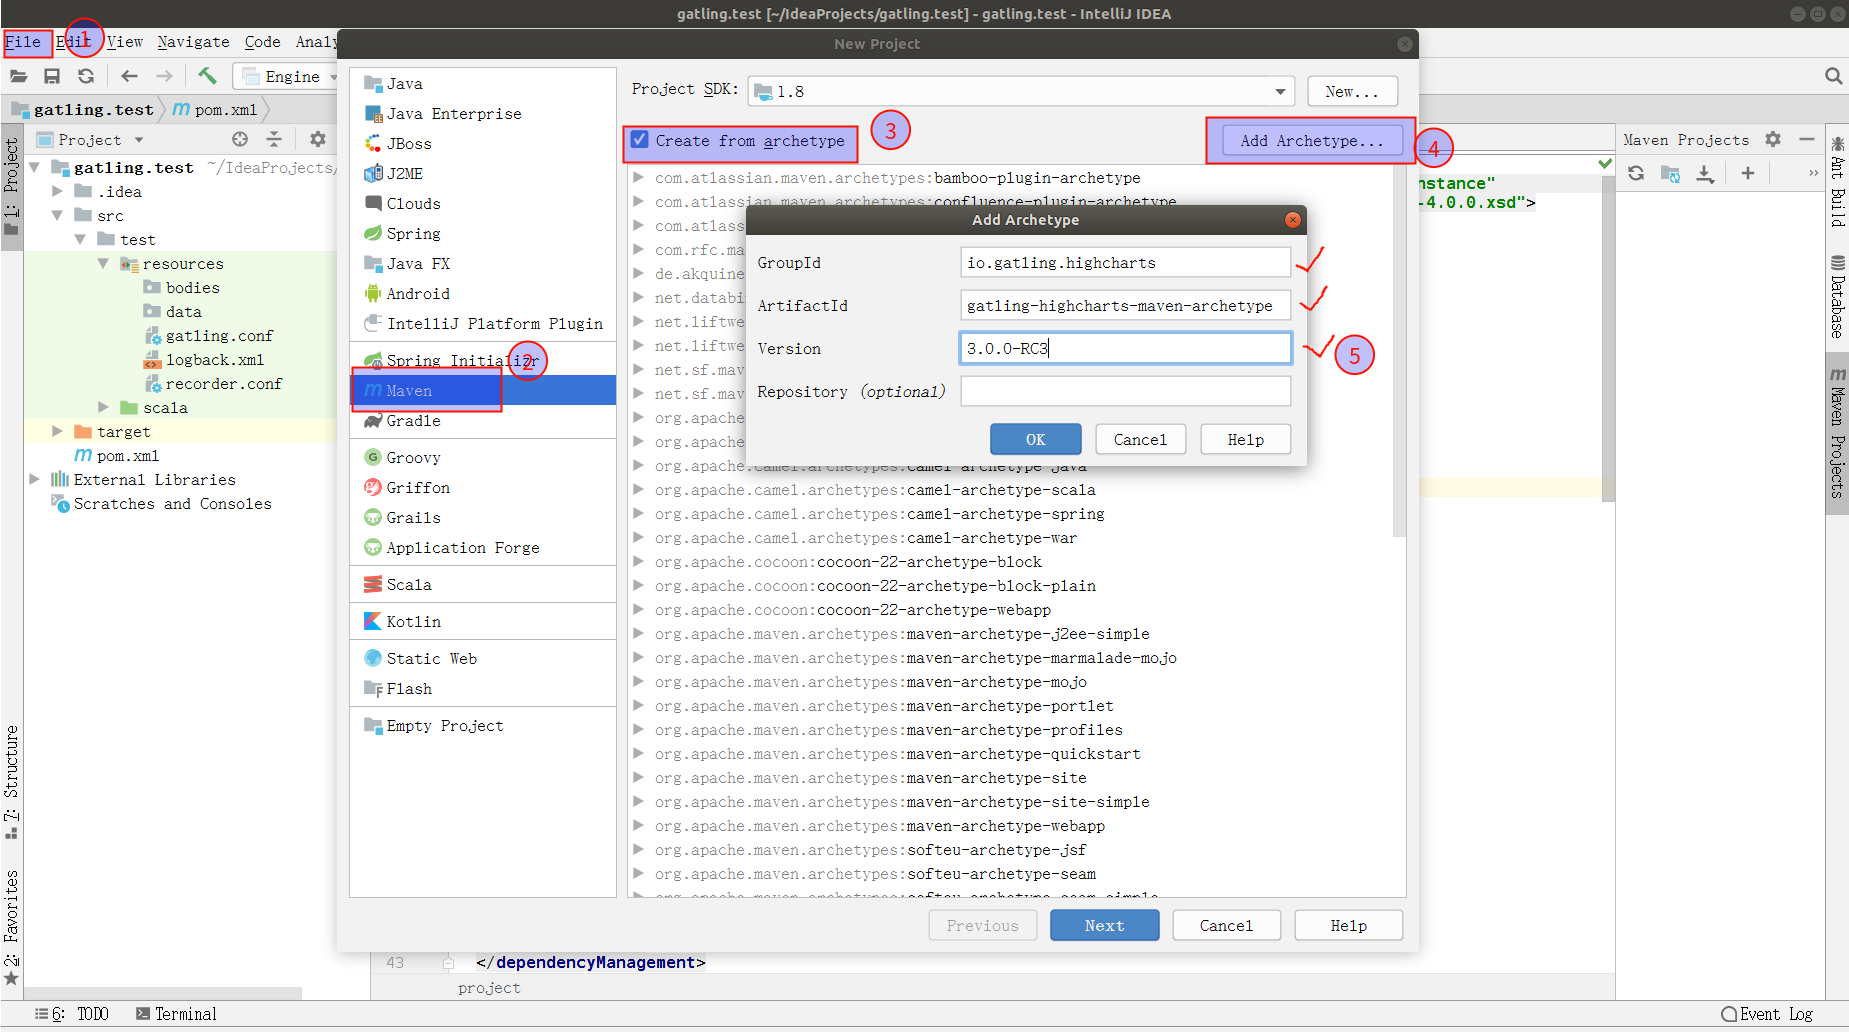 gatling.test [~/IdeaProjects/gatling.test] - gatling.test - IntelliJ IDEA
File Edit View Navigate Code Analy
1
Engine
gatling.test pom.xml
1: Project
7: Structure
2: Favorites
Project
gatling.test ~/IdeaProjects/
.idea
src
test
resources
bodies
data
gatling.conf
logback.xml
recorder.conf
scala
target
pom.xml
External Libraries
Scratches and Consoles
New Project
Java
Java Enterprise
JBoss
J2ME
Clouds
Spring
Java FX
Android
IntelliJ Platform Plugin
Spring Initializr
2
Maven
Gradle
Groovy
Griffon
Grails
Application Forge
Scala
Kotlin
Static Web
Flash
Empty Project
Project SDK: 1.8 New...
Create from archetype 3 Add Archetype... 4
com.atlassian.maven.archetypes:bamboo-plugin-archetype
com.atlassian.maven.archetypes:confluence-plugin-archetype
com.atlass
com.rfc.ma
de.akquine
net.databi
net.liftwe
net.liftwe
net.sf.mav
net.sf.mav
org.apache
org.apache
org.apache.camel.archetypes:camel-archetype-java
org.apache.camel.archetypes:camel-archetype-scala
org.apache.camel.archetypes:camel-archetype-spring
org.apache.camel.archetypes:camel-archetype-war
org.apache.cocoon:cocoon-22-archetype-block
org.apache.cocoon:cocoon-22-archetype-block-plain
org.apache.cocoon:cocoon-22-archetype-webapp
org.apache.maven.archetypes:maven-archetype-j2ee-simple
org.apache.maven.archetypes:maven-archetype-marmalade-mojo
org.apache.maven.archetypes:maven-archetype-mojo
org.apache.maven.archetypes:maven-archetype-portlet
org.apache.maven.archetypes:maven-archetype-profiles
org.apache.maven.archetypes:maven-archetype-quickstart
org.apache.maven.archetypes:maven-archetype-site
org.apache.maven.archetypes:maven-archetype-site-simple
org.apache.maven.archetypes:maven-archetype-webapp
org.apache.maven.archetypes:softeu-archetype-jsf
org.apache.maven.archetypes:softeu-archetype-seam
org.apache.maven.archetypes:softeu-archetype-seam-simple
Add Archetype
GroupId io.gatling.highcharts
ArtifactId gatling-highcharts-maven-archetype
Version 3.0.0-RC3
5
Repository (optional)
OK Cancel Help
Previous Next Cancel Help
nstance"
-4.0.0.xsd">
Maven Projects
Ant Build
Database
Maven Projects
43 </dependencyManagement>
project
6: TODO Terminal Event Log